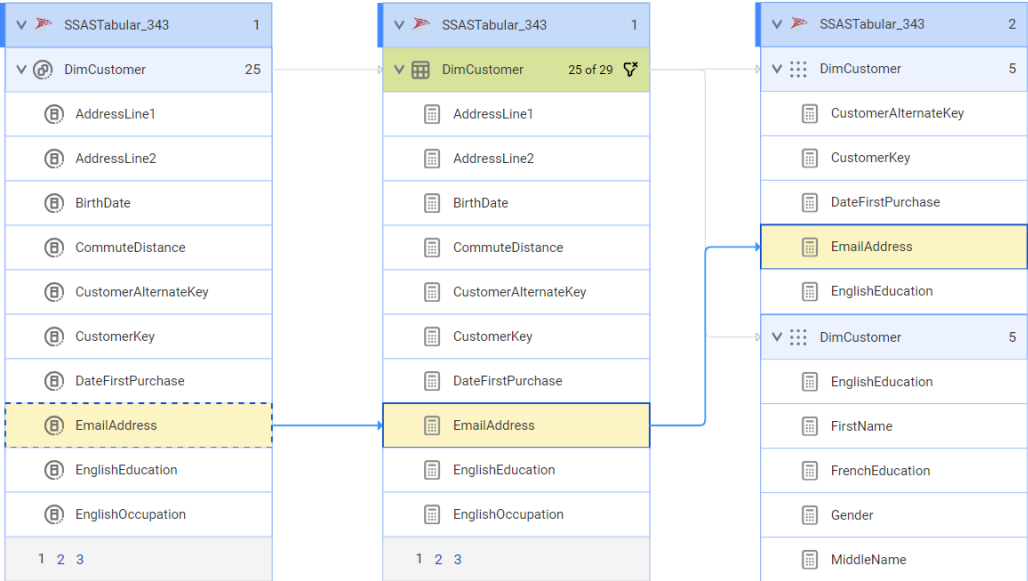 SSASTabular_343 1
DimCustomer 25
AddressLine1
AddressLine2
BirthDate
CommuteDistance
CustomerAlternateKey
CustomerKey
DateFirstPurchase
EmailAddress
EnglishEducation
EnglishOccupation
1 2 3
SSASTabular_343 1
DimCustomer 25 of 29
AddressLine1
AddressLine2
BirthDate
CommuteDistance
CustomerAlternateKey
CustomerKey
DateFirstPurchase
EmailAddress
EnglishEducation
EnglishOccupation
1 2 3
SSASTabular_343 2
DimCustomer 5
CustomerAlternateKey
CustomerKey
DateFirstPurchase
EmailAddress
EnglishEducation
DimCustomer 5
EnglishEducation
FirstName
FrenchEducation
Gender
MiddleName